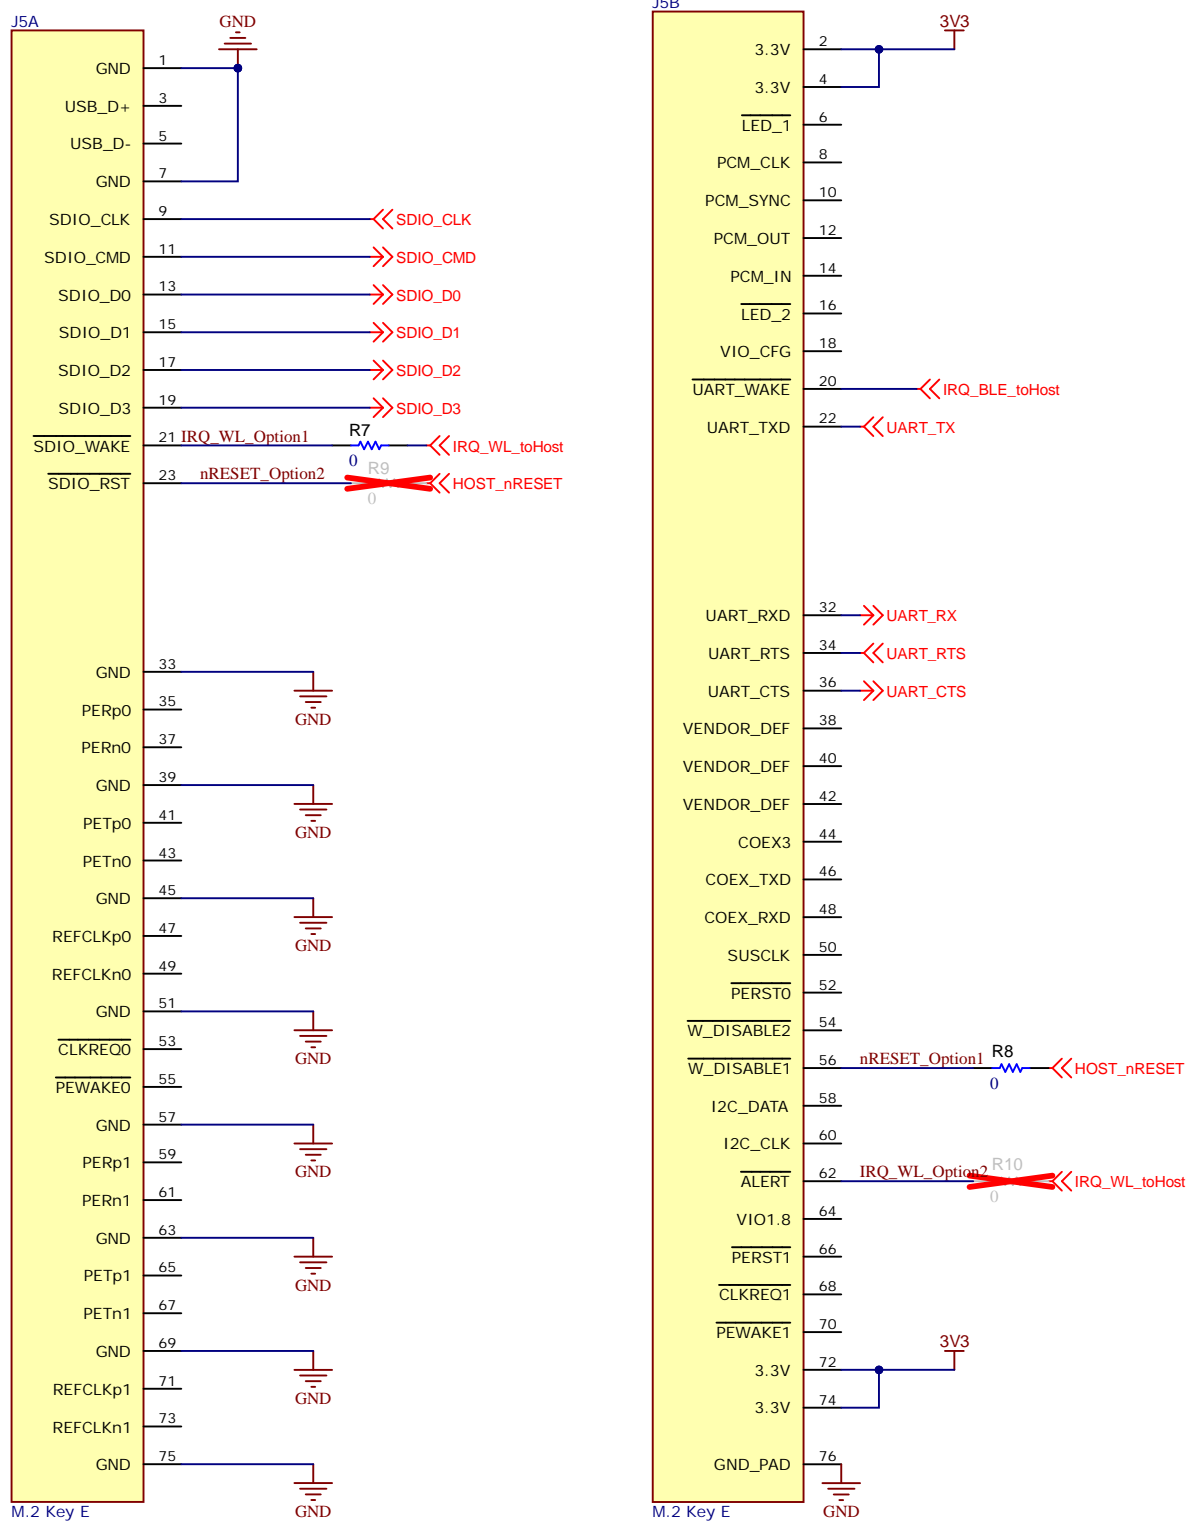 J5A
GND
GND 1
USB_D+ 3
USB_D- 5
GND 7
SDIO_CLK 9 SDIO_CLK
SDIO_CMD 11 SDIO_CMD
SDIO_D0 13 SDIO_D0
SDIO_D1 15 SDIO_D1
SDIO_D2 17 SDIO_D2
SDIO_D3 19 SDIO_D3
SDIO_WAKE 21 IRQ_WL_Option1 R7 0 IRQ_WL_toHost
SDIO_RST 23 nRESET_Option2 R9 0 HOST_nRESET
GND 33
GND
PERp0 35
PERn0 37
GND 39
GND
PETp0 41
PETn0 43
GND 45
GND
REFCLKp0 47
REFCLKn0 49
GND 51
GND
CLKREQ0 53
PEWAKE0 55
GND 57
GND
PERp1 59
PERn1 61
GND 63
GND
PETp1 65
PETn1 67
GND 69
GND
REFCLKp1 71
REFCLKn1 73
GND 75
GND
M.2 Key E
J5B
3V3
3.3V 2
3.3V 4
LED_1 6
PCM_CLK 8
PCM_SYNC 10
PCM_OUT 12
PCM_IN 14
LED_2 16
VIO_CFG 18
UART_WAKE 20 IRQ_BLE_toHost
UART_TXD 22 UART_TX
UART_RXD 32 UART_RX
UART_RTS 34 UART_RTS
UART_CTS 36 UART_CTS
VENDOR_DEF 38
VENDOR_DEF 40
VENDOR_DEF 42
COEX3 44
COEX_TXD 46
COEX_RXD 48
SUSCLK 50
PERST0 52
W_DISABLE2 54
W_DISABLE1 56 nRESET_Option1 R8 0 HOST_nRESET
I2C_DATA 58
I2C_CLK 60
ALERT 62 IRQ_WL_Option2 R10 0 IRQ_WL_toHost
VIO1.8 64
PERST1 66
CLKREQ1 68
PEWAKE1 70
3V3
3.3V 72
3.3V 74
GND_PAD 76
GND
M.2 Key E